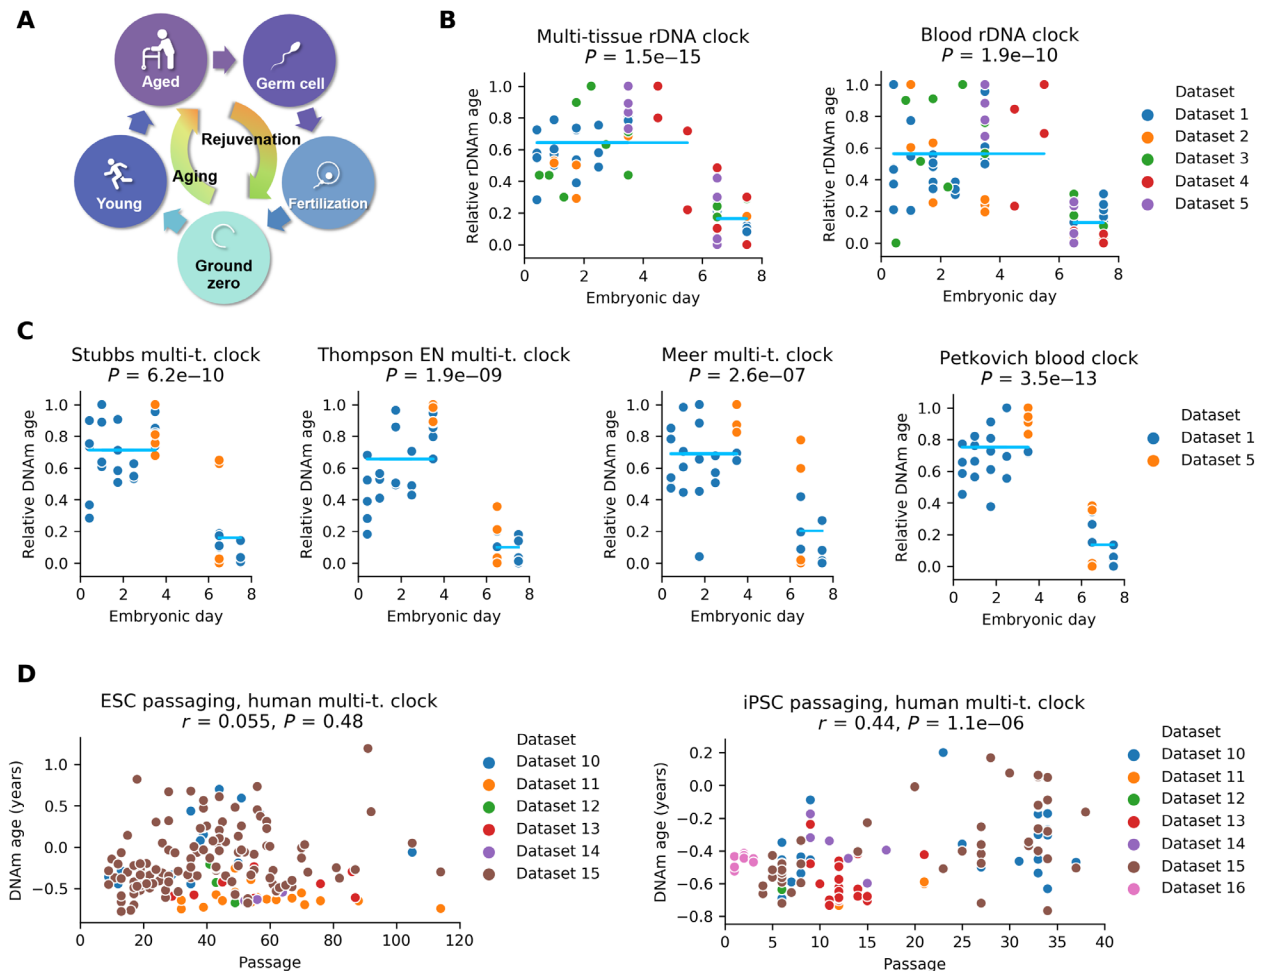 A
Aged
Germ cell
Rejuvenation
Aging
Young
Fertilization
Ground
zero
B
Multi-tissue rDNA clock
P = 1.5e−15
Relative rDNAm age
1.0
0.8
0.6
0.4
0.2
0.0
0 2 4 6 8
Embryonic day
Blood rDNA clock
P = 1.9e−10
Relative rDNAm age
1.0
0.8
0.6
0.4
0.2
0.0
0 2 4 6 8
Embryonic day
Dataset
Dataset 1
Dataset 2
Dataset 3
Dataset 4
Dataset 5
C
Stubbs multi-t. clock
P = 6.2e−10
Relative DNAm age
1.0
0.8
0.6
0.4
0.2
0.0
0 2 4 6 8
Embryonic day
Thompson EN multi-t. clock
P = 1.9e−09
Relative DNAm age
1.0
0.8
0.6
0.4
0.2
0.0
0 2 4 6 8
Embryonic day
Meer multi-t. clock
P = 2.6e−07
Relative DNAm age
1.0
0.8
0.6
0.4
0.2
0.0
0 2 4 6 8
Embryonic day
Petkovich blood clock
P = 3.5e−13
Relative DNAm age
1.0
0.8
0.6
0.4
0.2
0.0
0 2 4 6 8
Embryonic day
Dataset
Dataset 1
Dataset 5
D
ESC passaging, human multi-t. clock
r = 0.055, P = 0.48
DNAm age (years)
1.0
0.5
0.0
−0.5
0 20 40 60 80 100 120
Passage
Dataset
Dataset 10
Dataset 11
Dataset 12
Dataset 13
Dataset 14
Dataset 15
iPSC passaging, human multi-t. clock
r = 0.44, P = 1.1e−06
DNAm age (years)
0.2
0.0
−0.2
−0.4
−0.6
−0.8
0 5 10 15 20 25 30 35 40
Passage
Dataset
Dataset 10
Dataset 11
Dataset 12
Dataset 13
Dataset 14
Dataset 15
Dataset 16